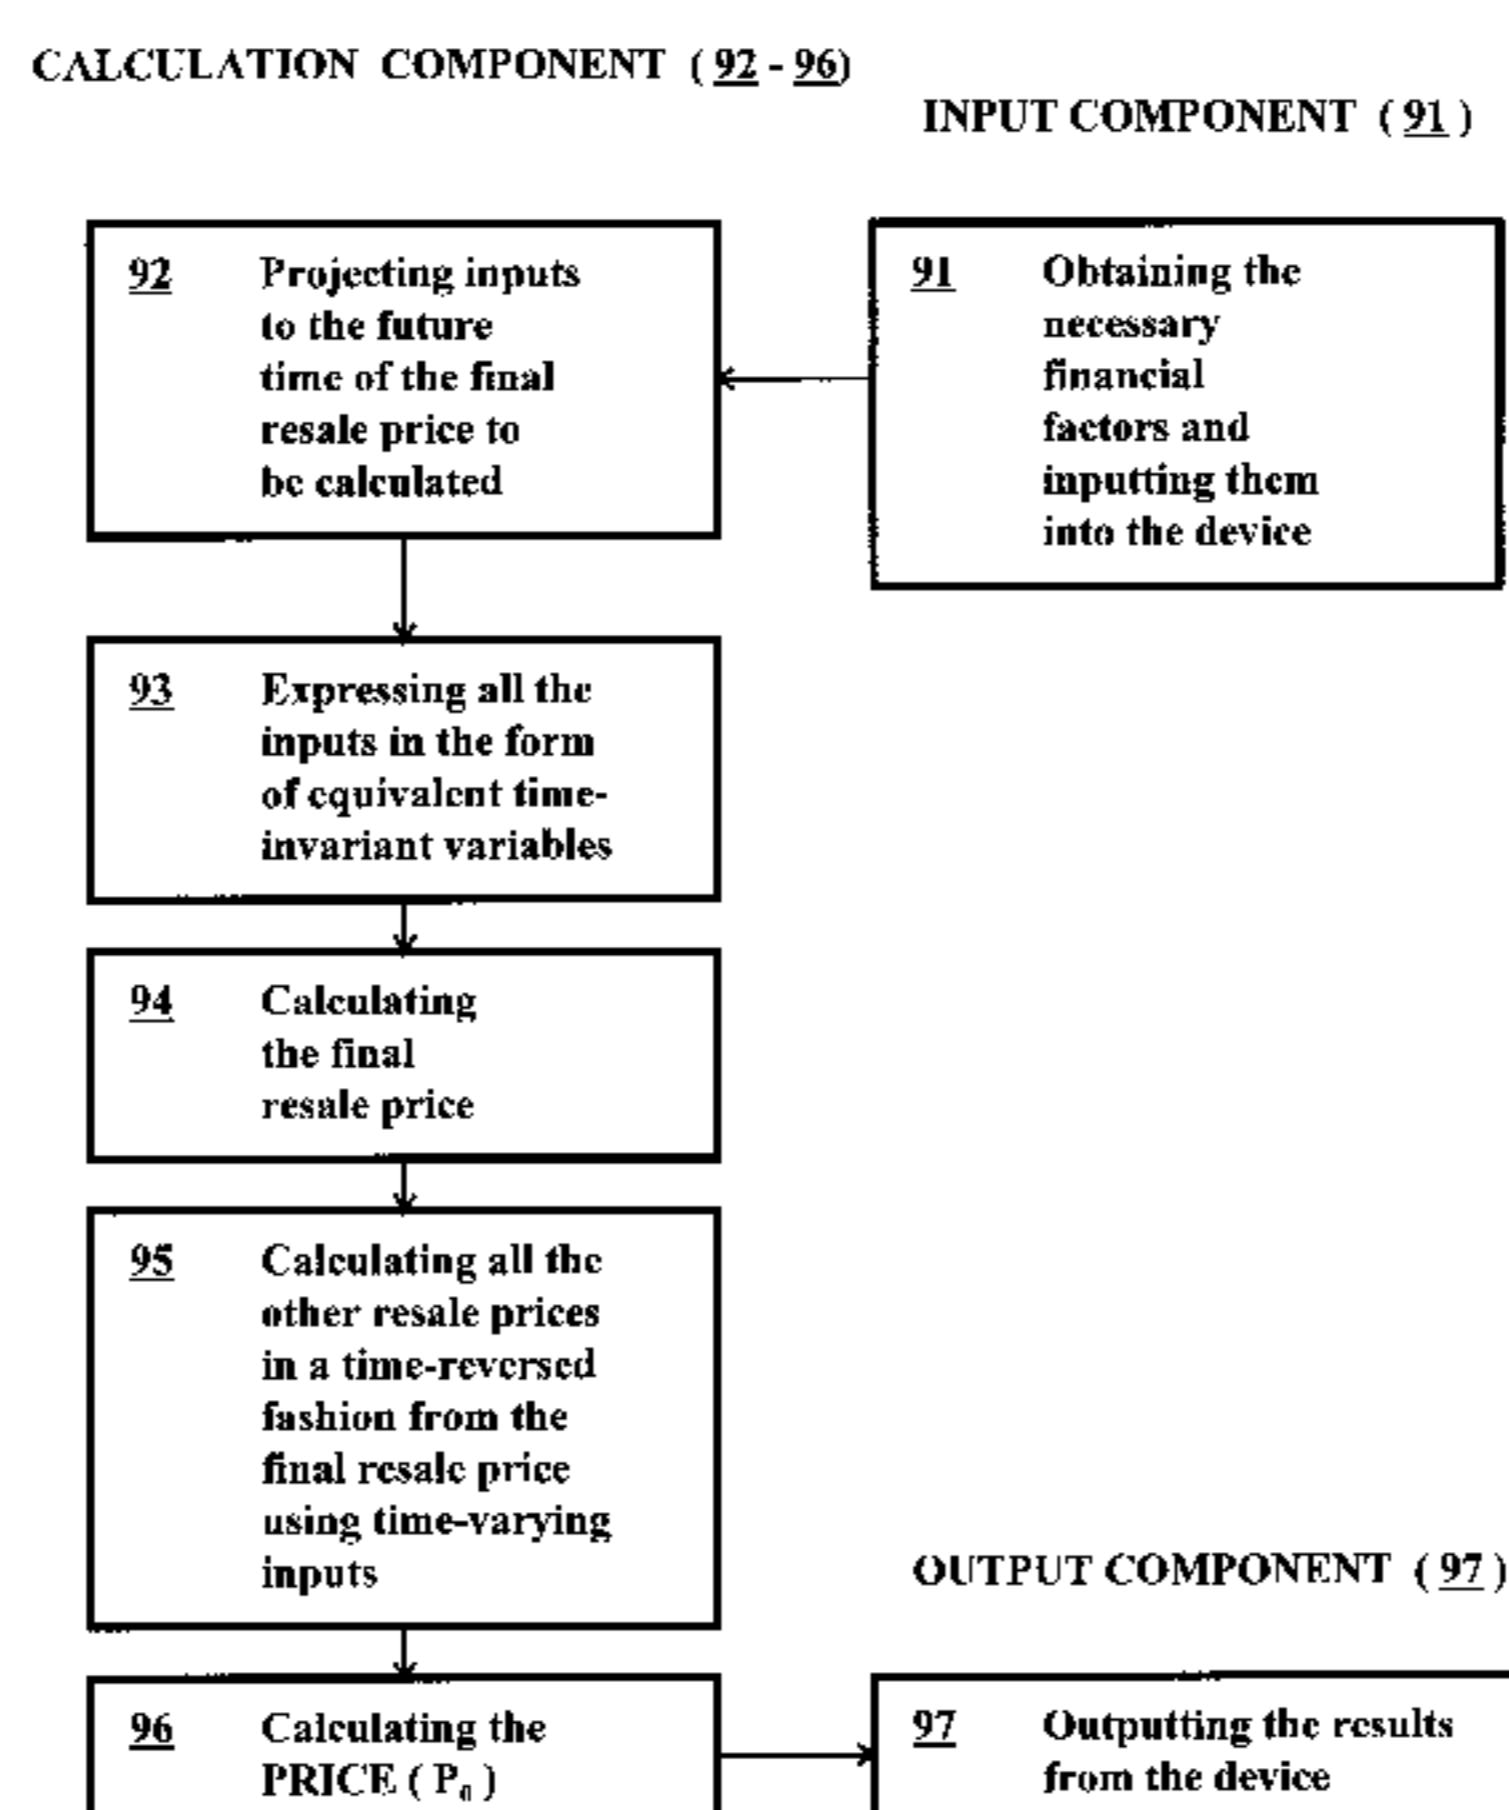 CALCULATION COMPONENT ( 92 - 96)
INPUT COMPONENT ( 91 )
91 Obtaining the
necessary
financial
factors and
inputting them
into the device
92 Projecting inputs
to the future
time of the final
resale price to
be calculated
93 Expressing all the
inputs in the form
of equivalent time-
invariant variables
94 Calculating
the final
resale price
95 Calculating all the
other resale prices
in a time-reversed
fashion from the
final resale price
using time-varying
inputs
96 Calculating the
PRICE ( P₀ )
OUTPUT COMPONENT ( 97 )
97 Outputting the results
from the device